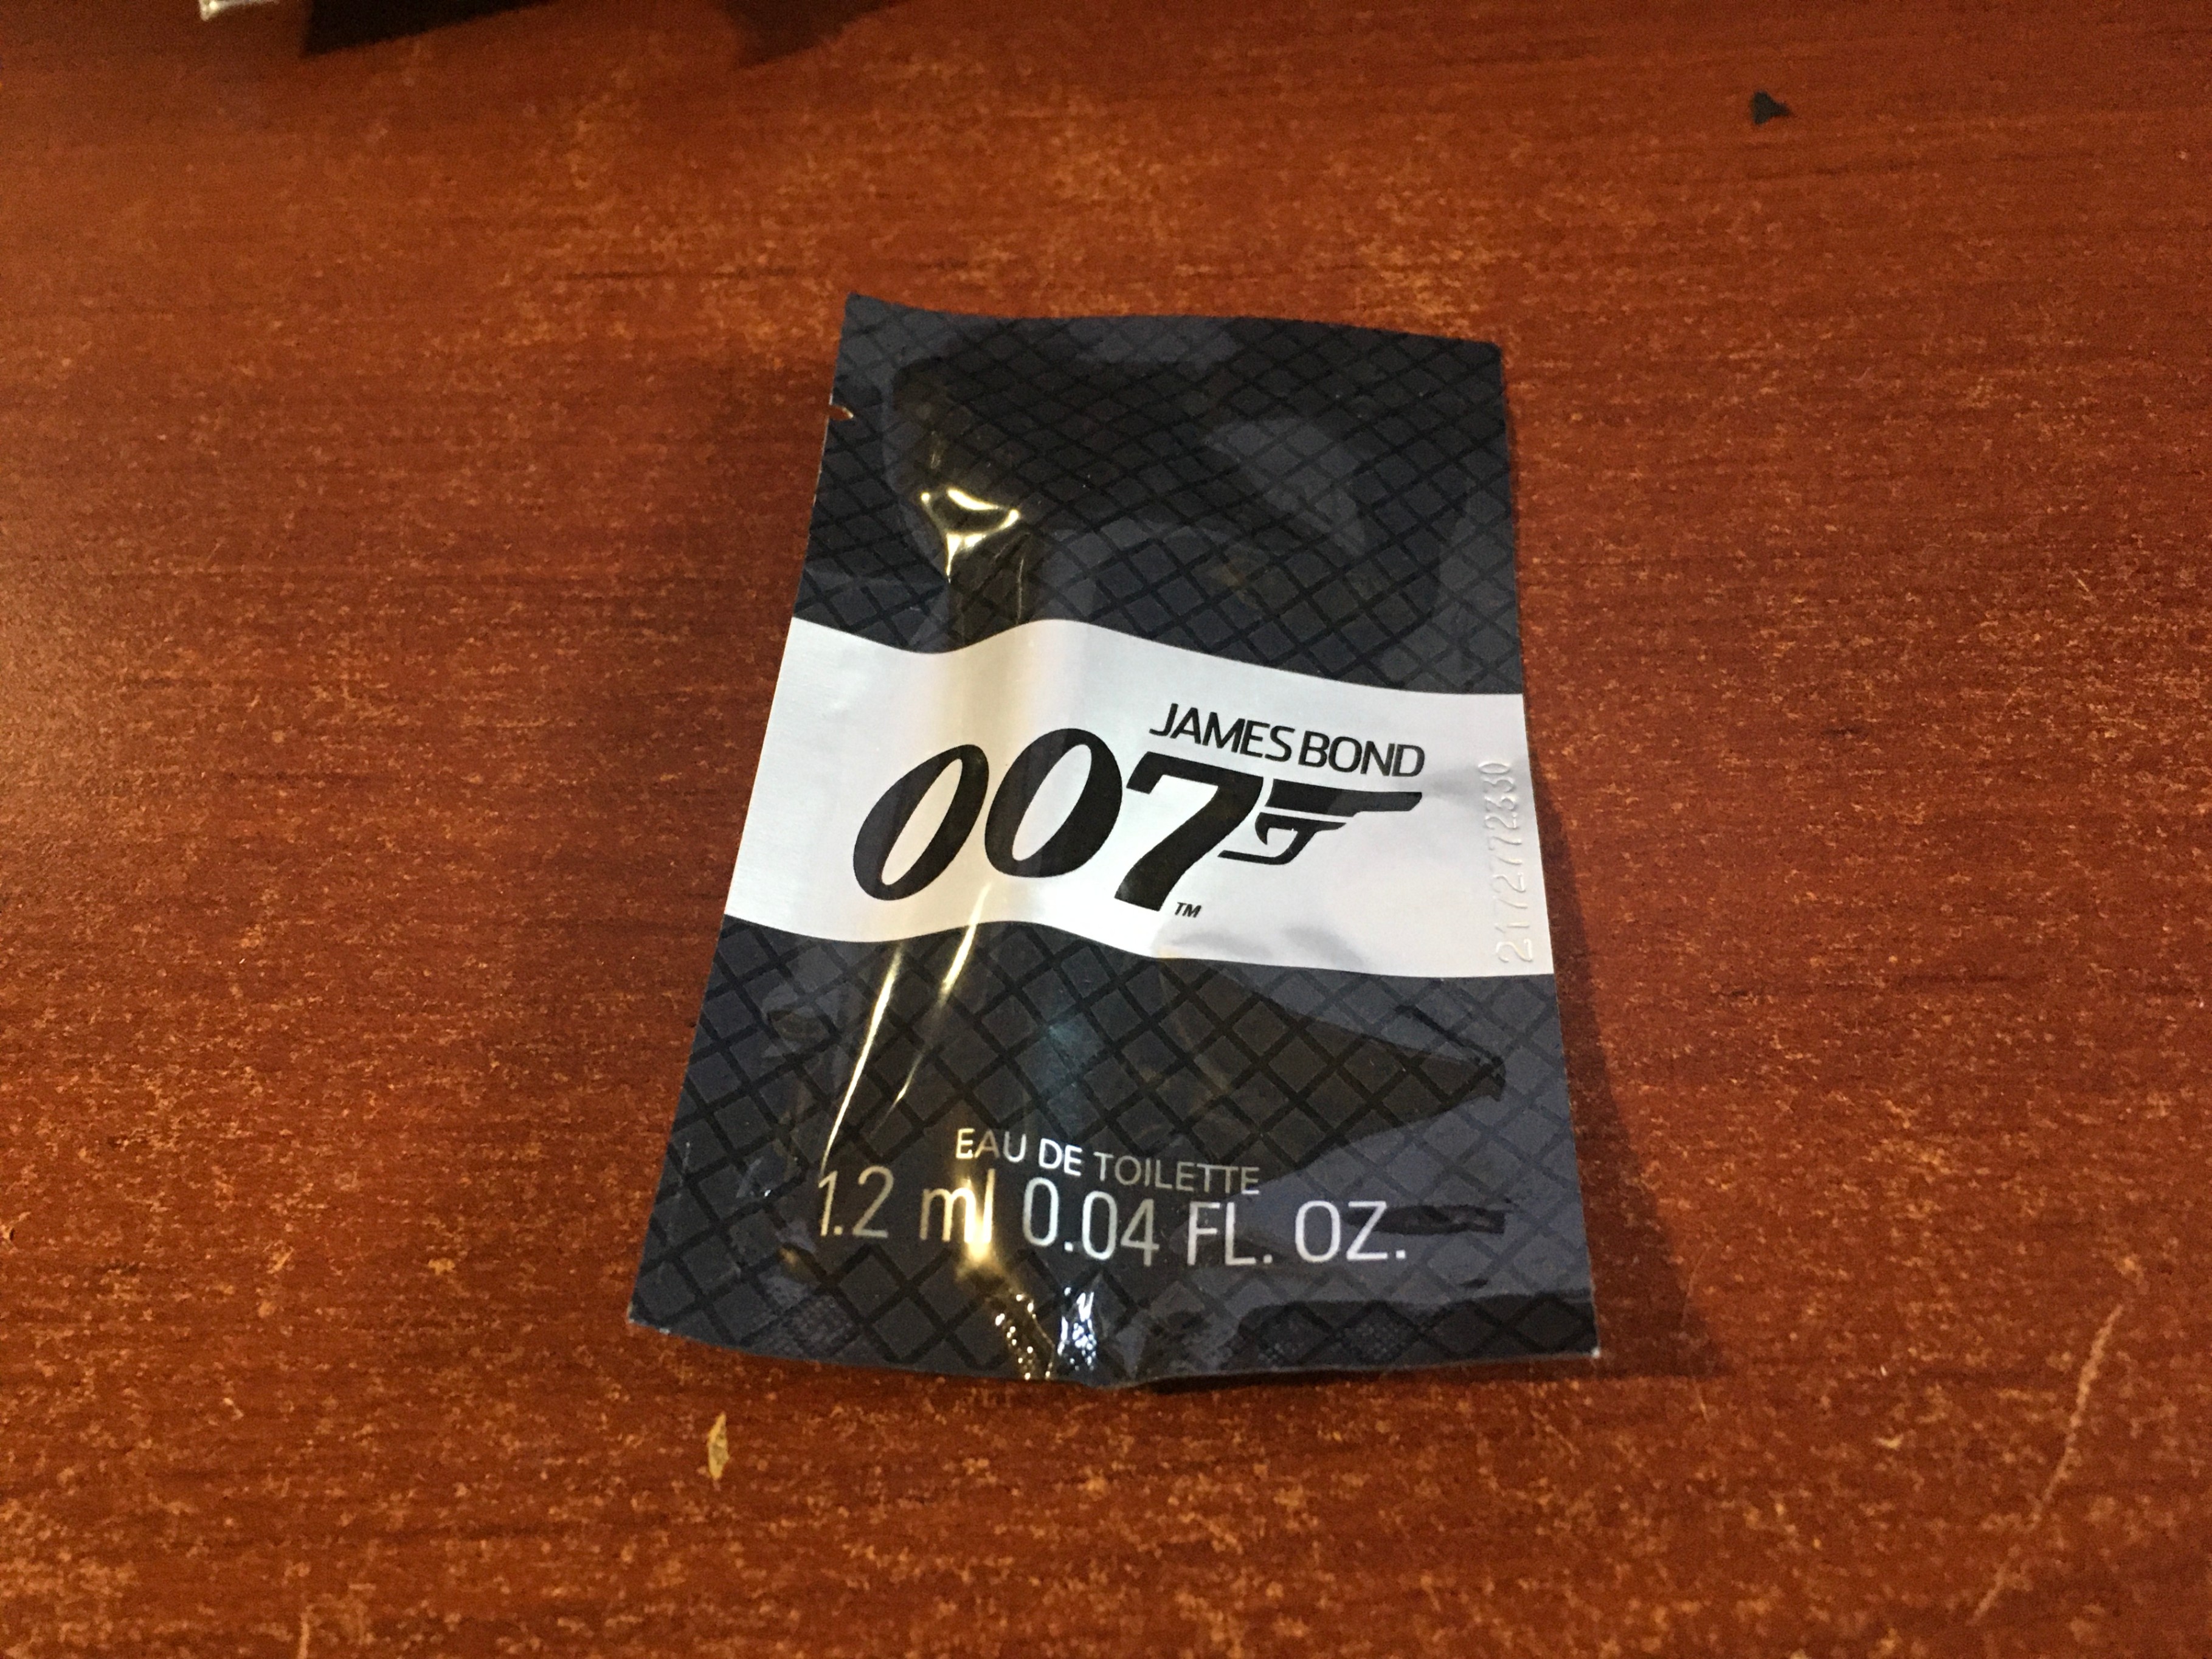 JAMES BOND
007
TM
2172772330
EAU DE TOILETTE
1.2 ml 0.04 FL. OZ.